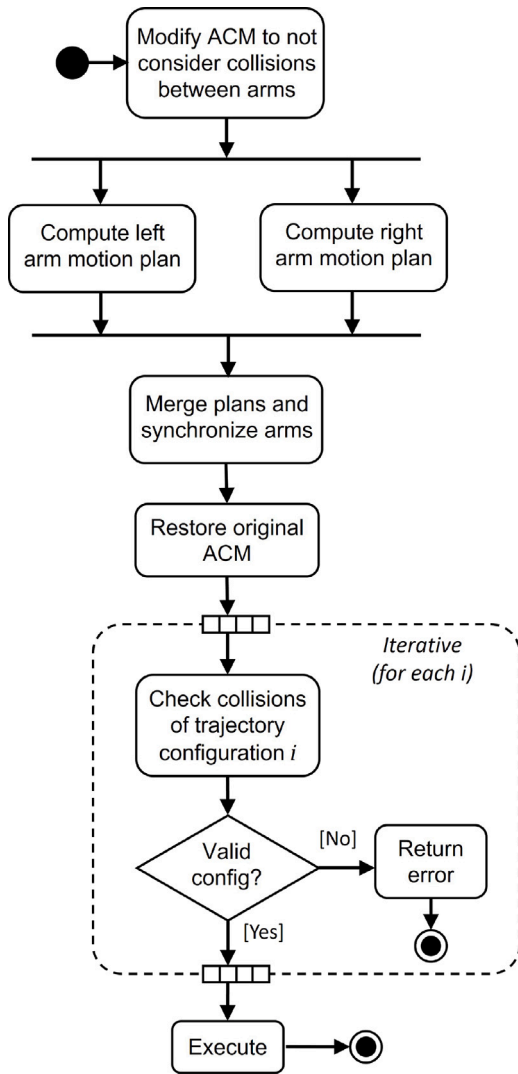 Modify ACM to not
consider collisions
between arms
Compute left
arm motion plan
Compute right
arm motion plan
Merge plans and
synchronize arms
Restore original
ACM
Iterative
(for each i)
Check collisions
of trajectory
configuration i
Valid
config?
[No]
Return
error
[Yes]
Execute